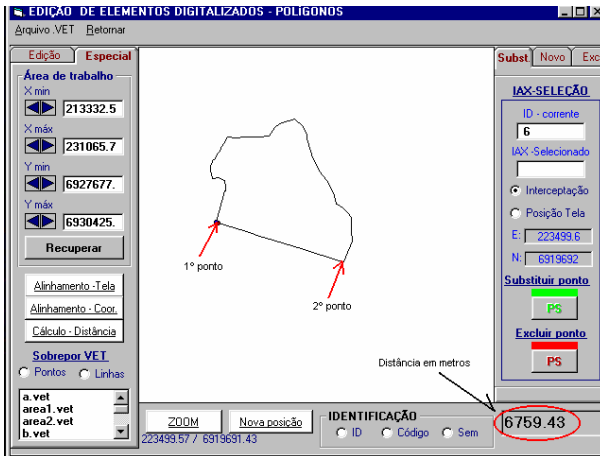 EDIÇÃO DE ELEMENTOS DIGITALIZADOS - POLíGONOS
Arquivo .VET Retornar
Edição Especial
Área de trabalho
X min
213332.5
X máx
231065.7
Y min
6927677.
Y máx
6930425.
Recuperar
Alinhamento -Tela
Alinhamento - Coor.
Cálculo - Distância
Sobrepor VET
Pontos Linhas
a.vet
area1.vet
area2.vet
b.vet
1º ponto
2º ponto
Distância em metros
ZOOM Nova posição
223499.57 / 6919691.43
IDENTIFICAÇÃO
ID Código Sem
6759.43
Subst Novo Exc
IAX-SELEÇÃO
ID - corrente
6
IAX -Selecionado
Interceptação
Posição Tela
E: 223499.6
N: 6919692
Substituir ponto
PS
Excluir ponto
PS